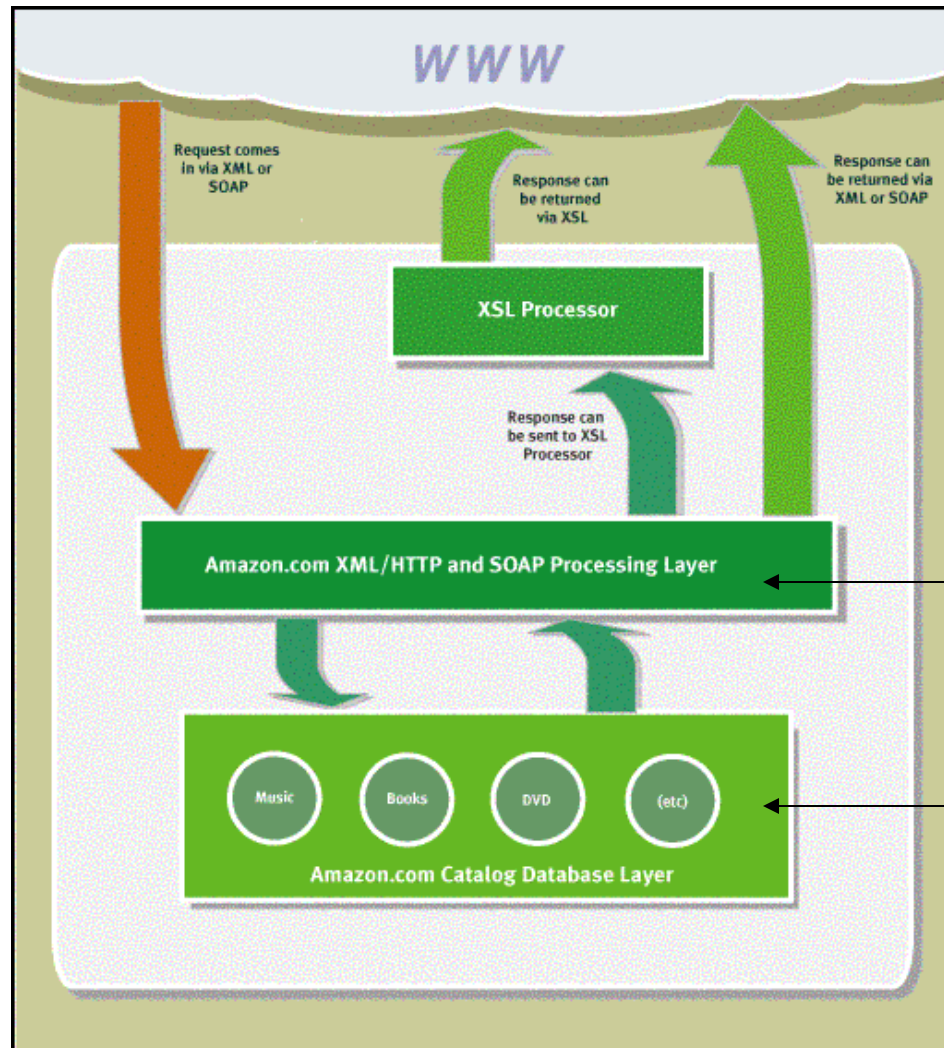 WWW
Request comes
in via XML or
SOAP
Response can
be returned
via XSL
Response can
be returned via
XML or SOAP
XSL Processor
Response can
be sent to XSL
Processor
Amazon.com XML/HTTP and SOAP Processing Layer
Music
Books
DVD
(etc)
Amazon.com Catalog Database Layer